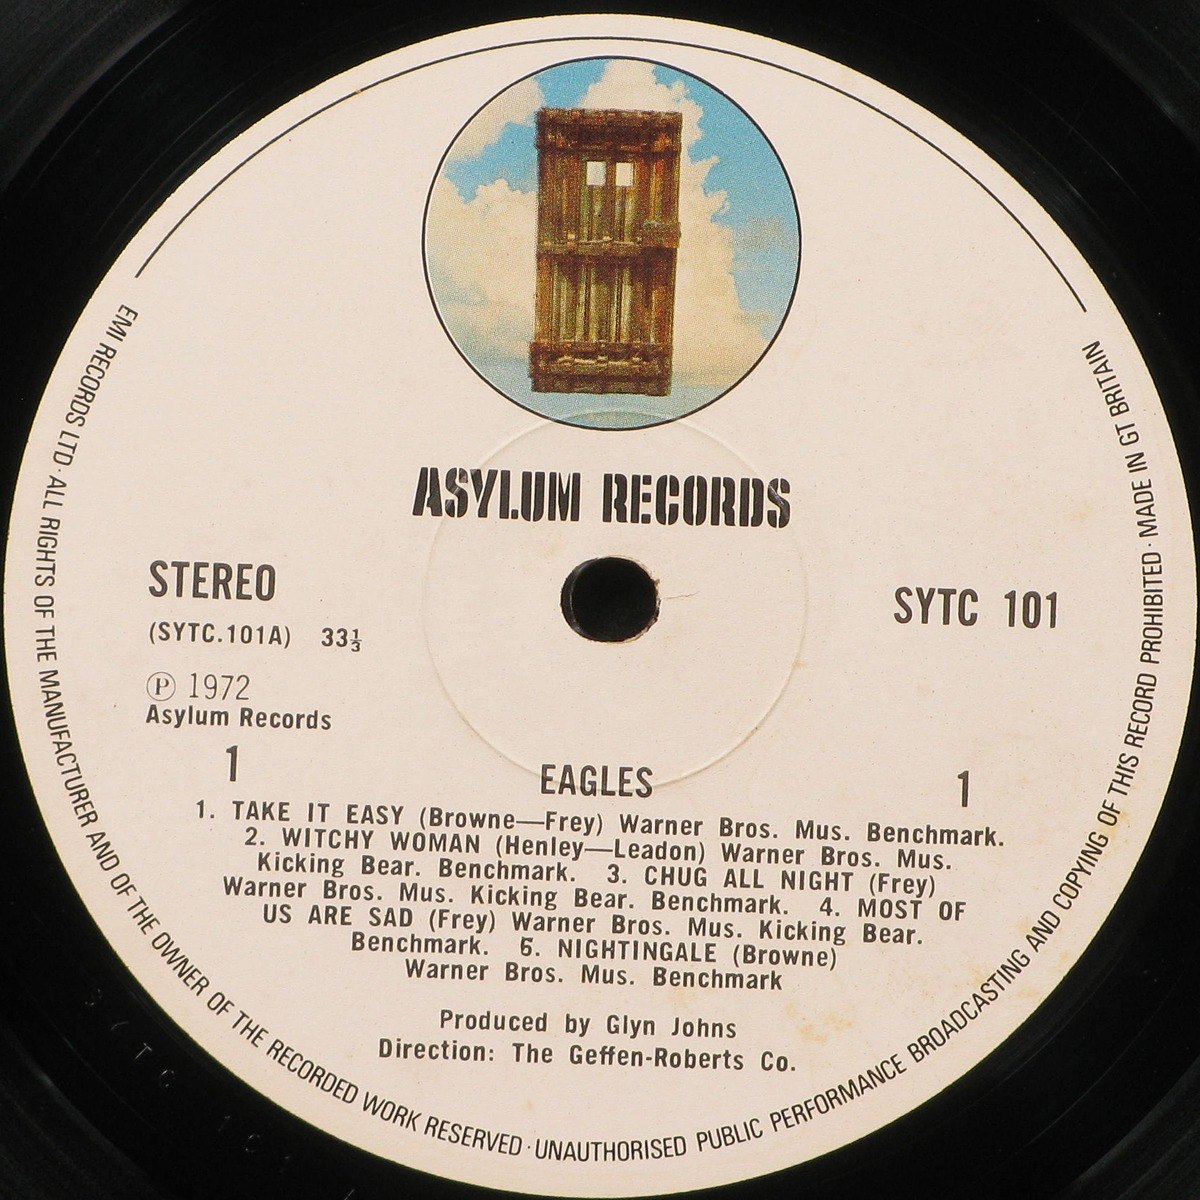 ASYLUM RECORDS
STEREO
SYTC 101
(SYTC.101A) 33⅓
Ⓟ 1972
Asylum Records
1
1
EAGLES
1. TAKE IT EASY (Browne—Frey) Warner Bros. Mus. Benchmark.
2. WITCHY WOMAN (Henley—Leadon) Warner Bros. Mus.
Kicking Bear. Benchmark. 3. CHUG ALL NIGHT (Frey)
Warner Bros. Mus. Kicking Bear. Benchmark. 4. MOST OF
US ARE SAD (Frey) Warner Bros. Mus. Kicking Bear.
Benchmark. 5. NIGHTINGALE (Browne)
Warner Bros. Mus. Benchmark
Produced by Glyn Johns
Direction: The Geffen-Roberts Co.
EMI RECORDS LTD · ALL RIGHTS OF THE MANUFACTURER AND OF THE OWNER OF THE RECORDED WORK RESERVED · UNAUTHORISED PUBLIC PERFORMANCE BROADCASTING AND COPYING OF THIS RECORD PROHIBITED · MADE IN GT BRITAIN